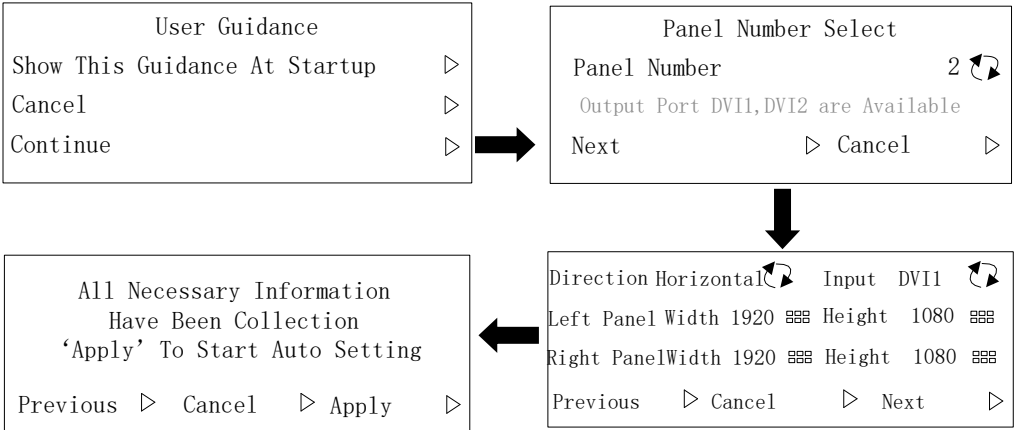 User Guidance
Show This Guidance At Startup
Cancel
Continue
Panel Number Select
Panel Number 2
Output Port DVI1,DVI2 are Available
Next Cancel
Direction Horizontal Input DVI1
Left Panel Width 1920 Height 1080
Right PanelWidth 1920 Height 1080
Previous Cancel Next
All Necessary Information
Have Been Collection
‘Apply’ To Start Auto Setting
Previous Cancel Apply